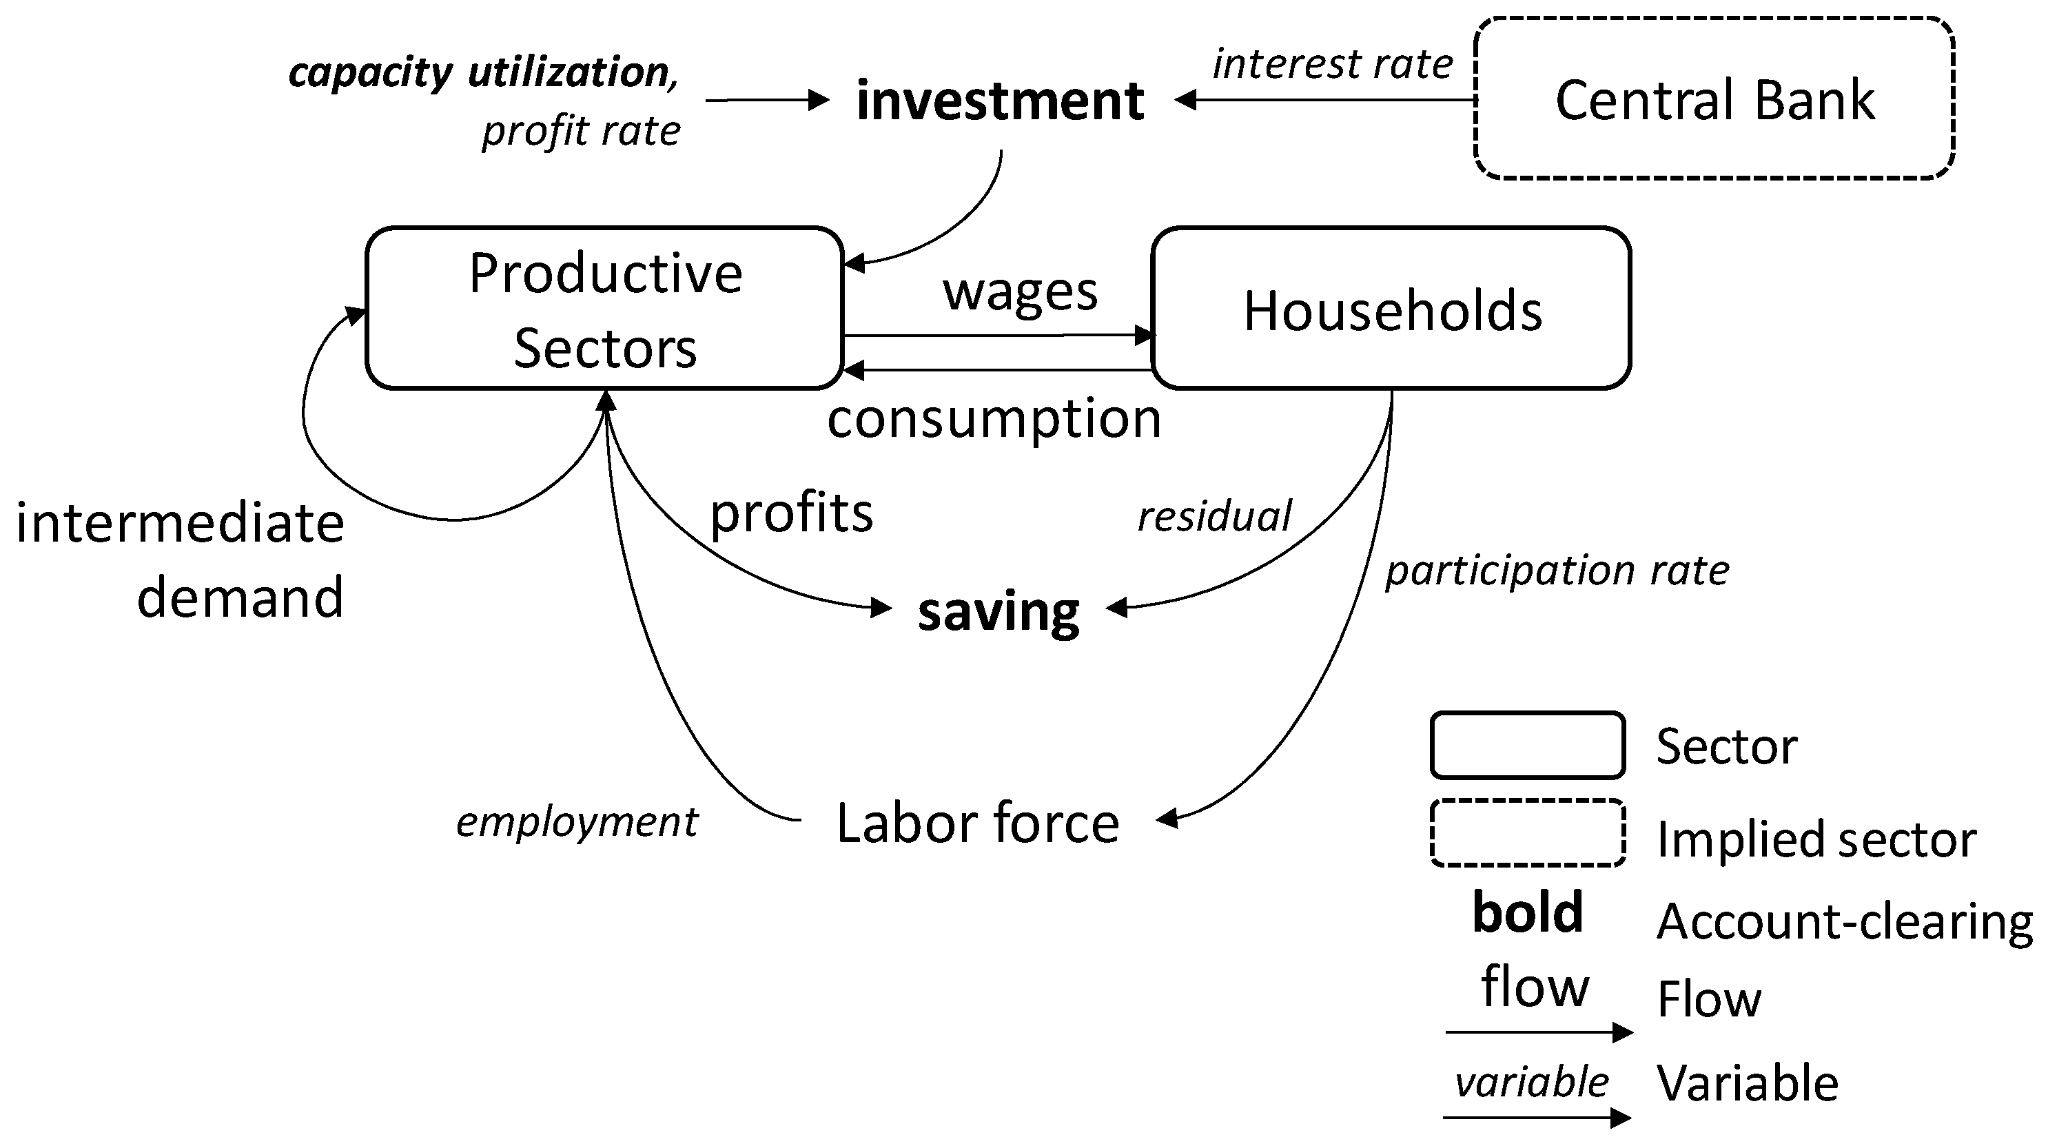 capacity utilization,
profit rate
investment
interest rate
Central Bank
Productive
Sectors
wages
Households
consumption
intermediate
demand
profits
residual
participation rate
saving
employment
Labor force
Sector
Implied sector
bold
Account-clearing
flow
Flow
variable
Variable